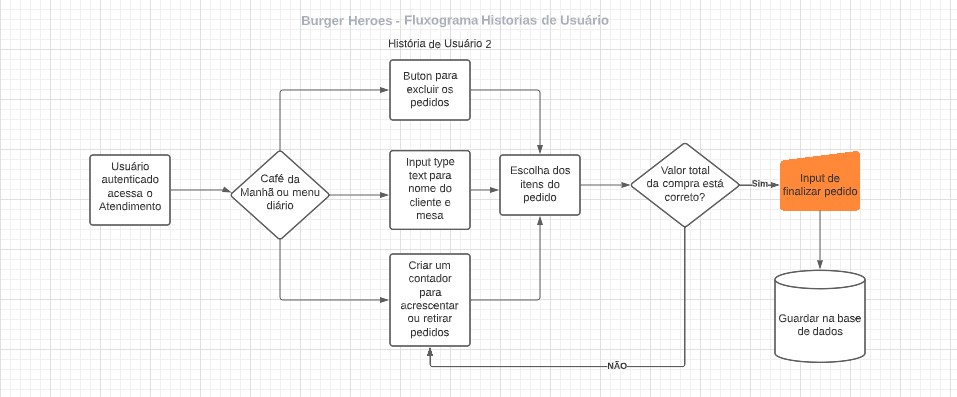 Burger Heroes - Fluxograma Historias de Usuário
História de Usuário 2
Buton para
excluir os
pedidos
Usuário
autenticado
acessa o
Atendimento
Café da
Manhã ou menu
diário
Input type
text para
nome do
cliente e
mesa
Escolha dos
itens do
pedido
Valor total
da compra está
correto?
Sim
Input de
finalizar pedido
Criar um
contador
para
acrescentar
ou retirar
pedidos
Guardar na base
de dados
NÃO